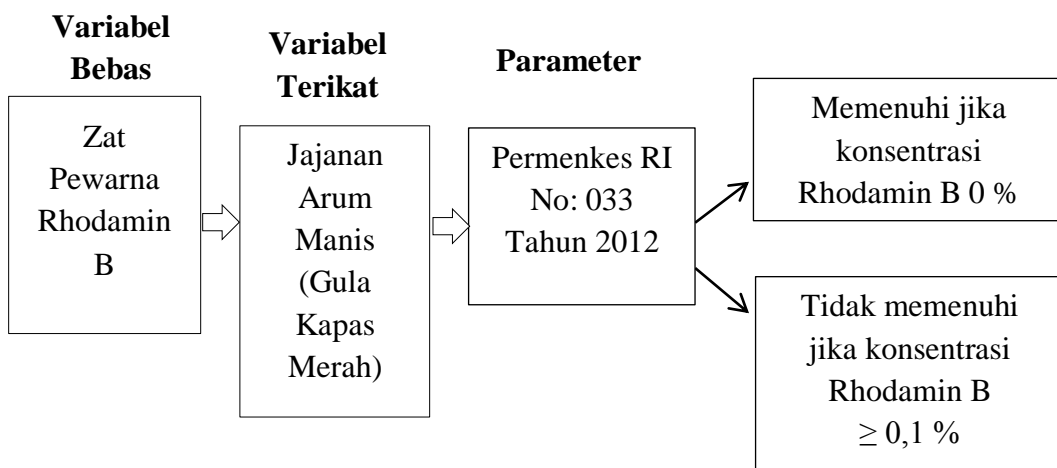 Variabel
Bebas
Zat
Pewarna
Rhodamin
B
Variabel
Terikat
Jajanan
Arum
Manis
(Gula
Kapas
Merah)
Parameter
Permenkes RI
No: 033
Tahun 2012
Memenuhi jika
konsentrasi
Rhodamin B 0 %
Tidak memenuhi
jika konsentrasi
Rhodamin B
≥ 0,1 %